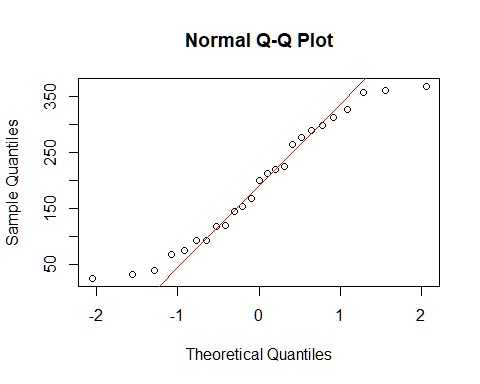 Normal Q-Q Plot
Sample Quantiles
350
250
150
50
-2 -1 0 1 2
Theoretical Quantiles